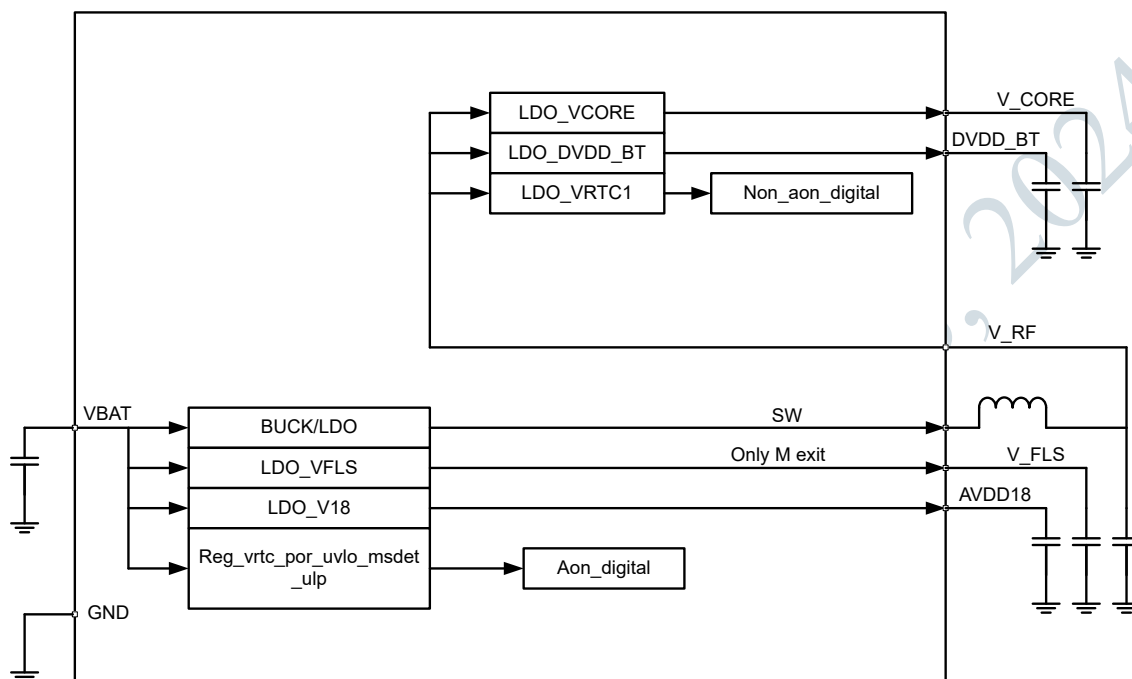 LDO_VCORE
V_CORE
LDO_DVDD_BT
DVDD_BT
LDO_VRTC1
Non_aon_digital
, 2024
V_RF
VBAT
BUCK/LDO
SW
LDO_VFLS
Only M exit
V_FLS
LDO_V18
AVDD18
Reg_vrtc_por_uvlo_msdet
_ulp
Aon_digital
GND